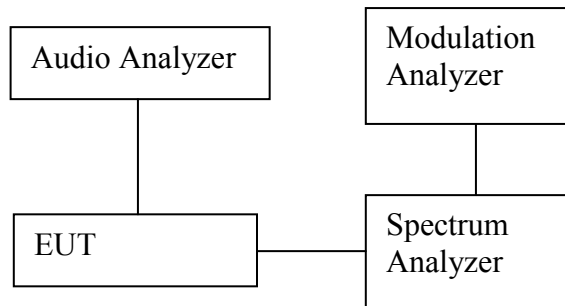 Audio Analyzer
Modulation
Analyzer
EUT
Spectrum
Analyzer